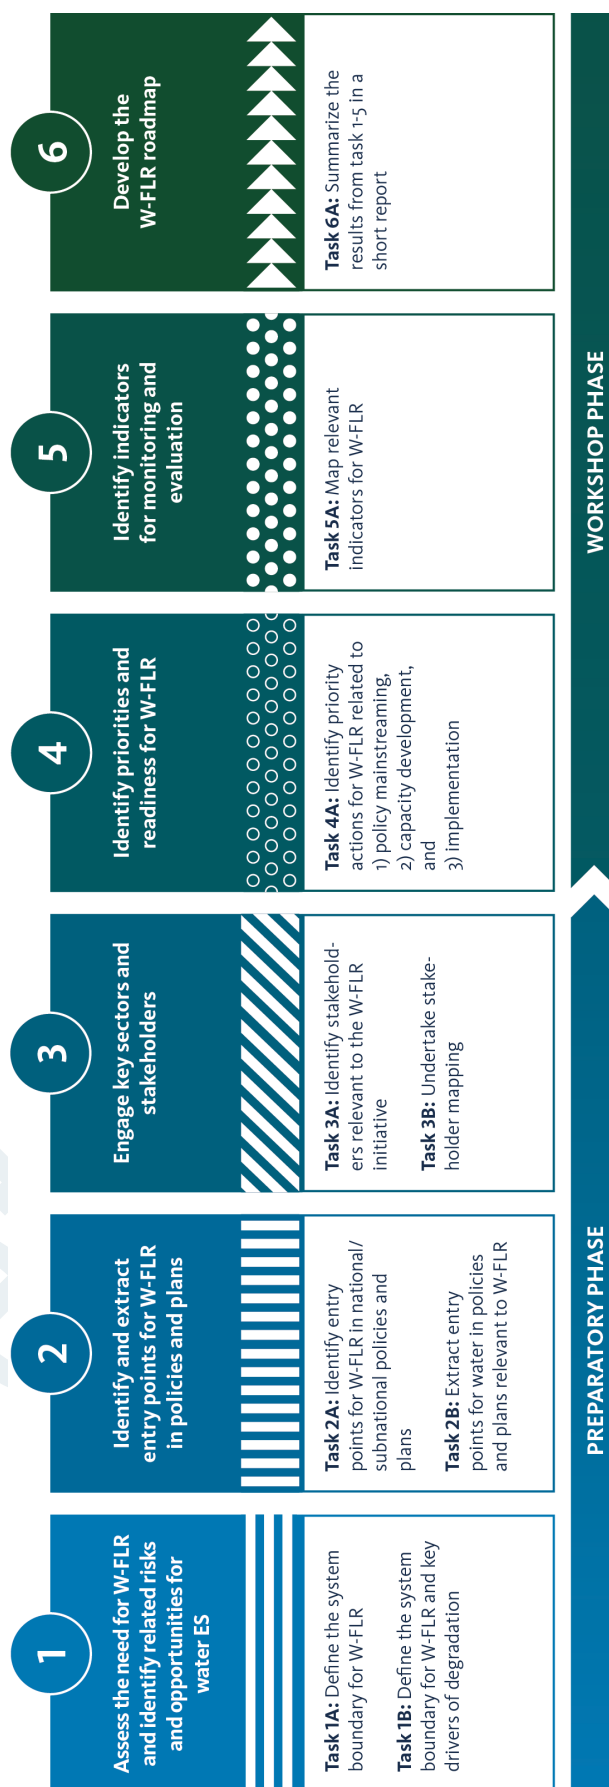 1
Assess the need for W-FLR
and identify related risks
and opportunities for
water ES
Task 1A: Define the system
boundary for W-FLR
Task 1B: Define the system
boundary for W-FLR and key
drivers of degradation
2
Identify and extract
entry points for W-FLR
in policies and plans
Task 2A: Identify entry
points for W-FLR in national/
subnational policies and
plans
Task 2B: Extract entry
points for water in policies
and plans relevant to W-FLR
3
Engage key sectors and
stakeholders
Task 3A: Identify stakehold-
ers relevant to the W-FLR
initiative
Task 3B: Undertake stake-
holder mapping
4
Identify priorities and
readiness for W-FLR
Task 4A: Identify priority
actions for W-FLR related to
1) policy mainstreaming,
2) capacity development,
and
3) implementation
5
Identify indicators
for monitoring and
evaluation
Task 5A: Map relevant
indicators for W-FLR
6
Develop the
W-FLR roadmap
Task 6A: Summarize the
results from task 1-5 in a
short report
PREPARATORY PHASE
WORKSHOP PHASE